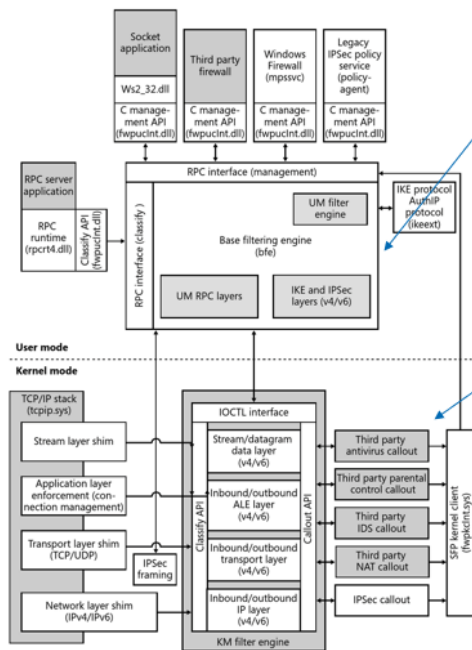 Socket
application
Ws2_32.dll
C manage-
ment API
(fwpuclnt.dll)
Third party
firewall
C manage-
ment API
(fwpuclnt.dll)
Windows
Firewall
(mpssvc)
C manage-
ment API
(fwpuclnt.dll)
Legacy
IPSec policy
service
(policy-
agent)
C manage-
ment API
(fwpuclnt.dll)
RPC server
application
RPC
runtime
(rpcrt4.dll)
Classify API
(fwpuclnt.dll)
RPC interface (management)
RPC interface (classify )
UM filter
engine
Base filtering engine
(bfe)
UM RPC layers
IKE and IPSec
layers (v4/v6)
IKE protocol
AuthIP
protocol
(ikeext)
User mode
Kernel mode
TCP/IP stack
(tcpip.sys)
Stream layer shim
Application layer
enforcement (con-
nection management)
Transport layer shim
(TCP/UDP)
Network layer shim
(IPv4/IPv6)
IPSec
framing
IOCTL interface
Classify API
Stream/datagram
data layer
(v4/v6)
Inbound/outbound
ALE layer
(v4/v6)
Inbound/outbound
transport layer
(v4/v6)
Inbound/outbound
IP layer
(v4/v6)
Callout API
KM filter engine
Third party
antivirus callout
Third party parental
control callout
Third party
IDS callout
Third party
NAT callout
IPSec callout
SFP kernel client
(fwpkclnt.sys)